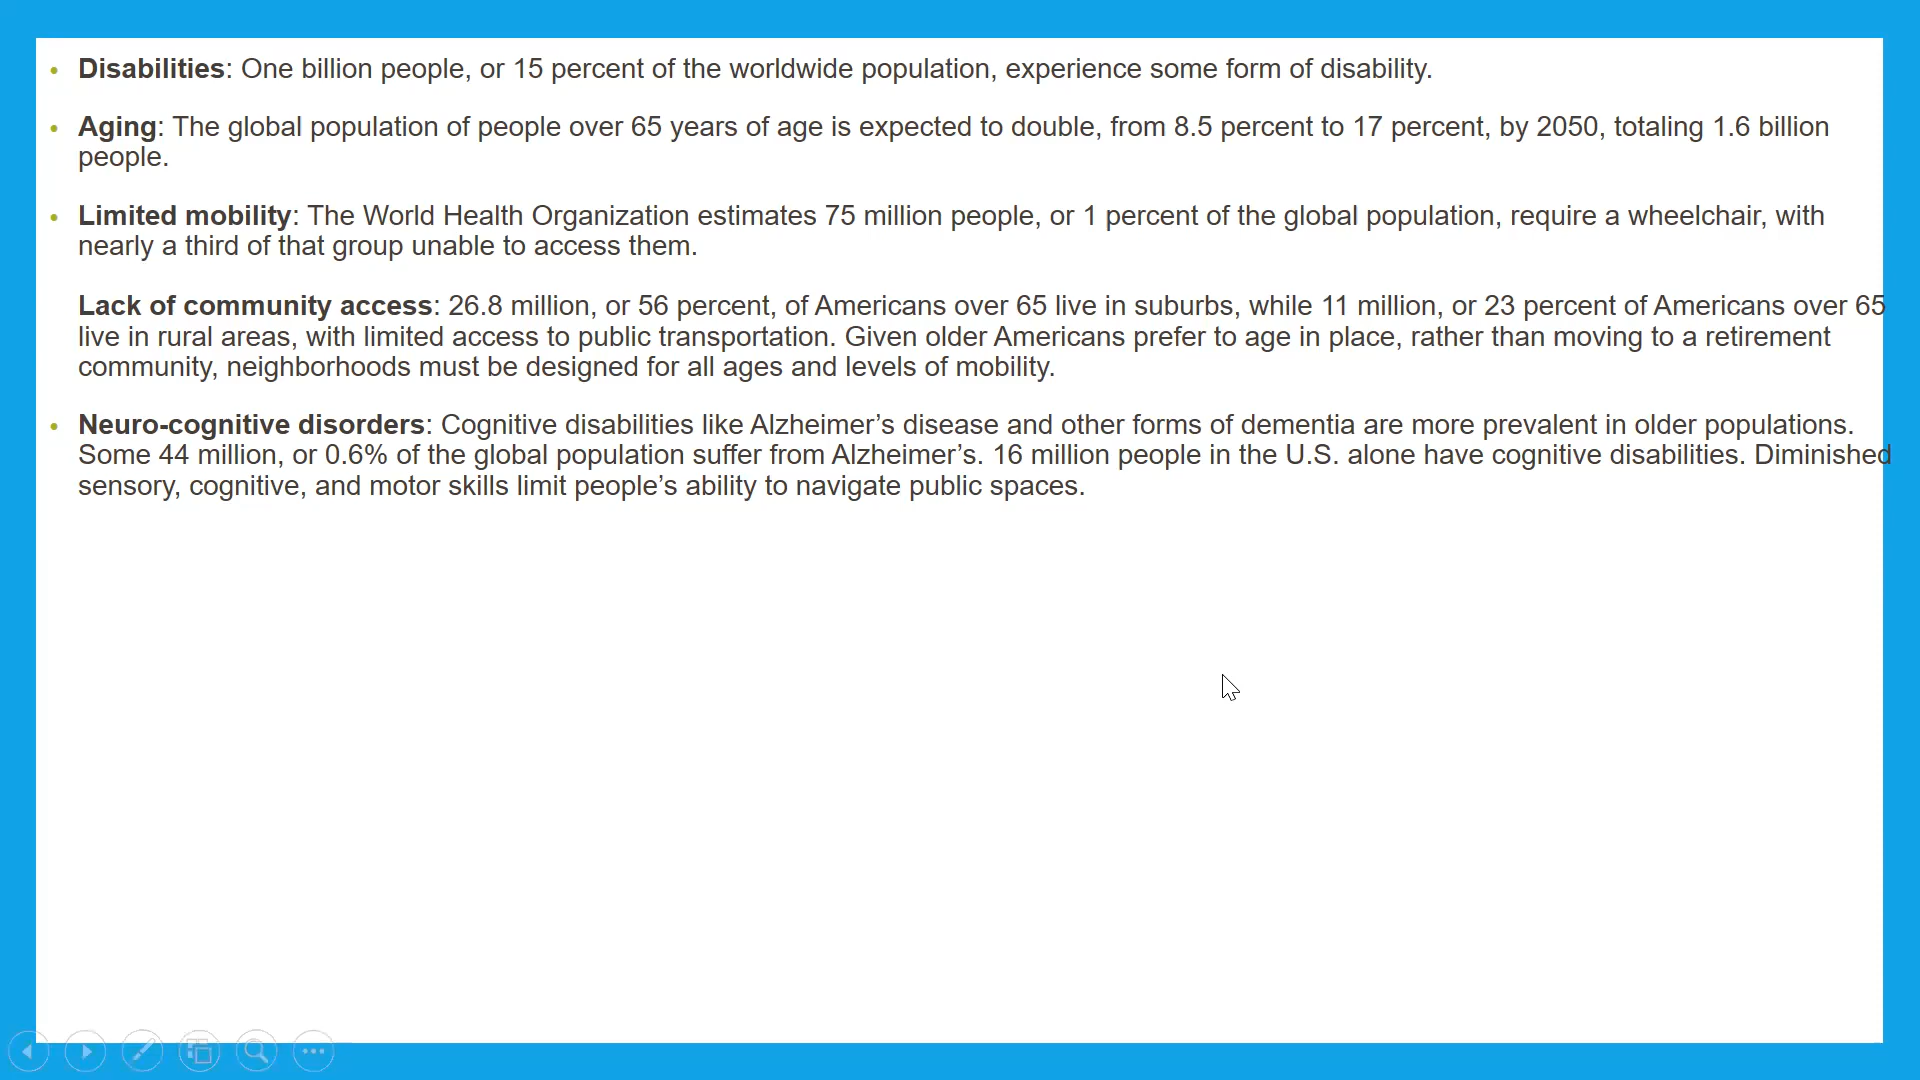 • Disabilities: One billion people, or 15 percent of the worldwide population, experience some form of disability.
• Aging: The global population of people over 65 years of age is expected to double, from 8.5 percent to 17 percent, by 2050, totaling 1.6 billion
people.
• Limited mobility: The World Health Organization estimates 75 million people, or 1 percent of the global population, require a wheelchair, with
nearly a third of that group unable to access them.
Lack of community access: 26.8 million, or 56 percent, of Americans over 65 live in suburbs, while 11 million, or 23 percent of Americans over 65
live in rural areas, with limited access to public transportation. Given older Americans prefer to age in place, rather than moving to a retirement
community, neighborhoods must be designed for all ages and levels of mobility.
• Neuro-cognitive disorders: Cognitive disabilities like Alzheimer’s disease and other forms of dementia are more prevalent in older populations.
Some 44 million, or 0.6% of the global population suffer from Alzheimer’s. 16 million people in the U.S. alone have cognitive disabilities. Diminished
sensory, cognitive, and motor skills limit people’s ability to navigate public spaces.